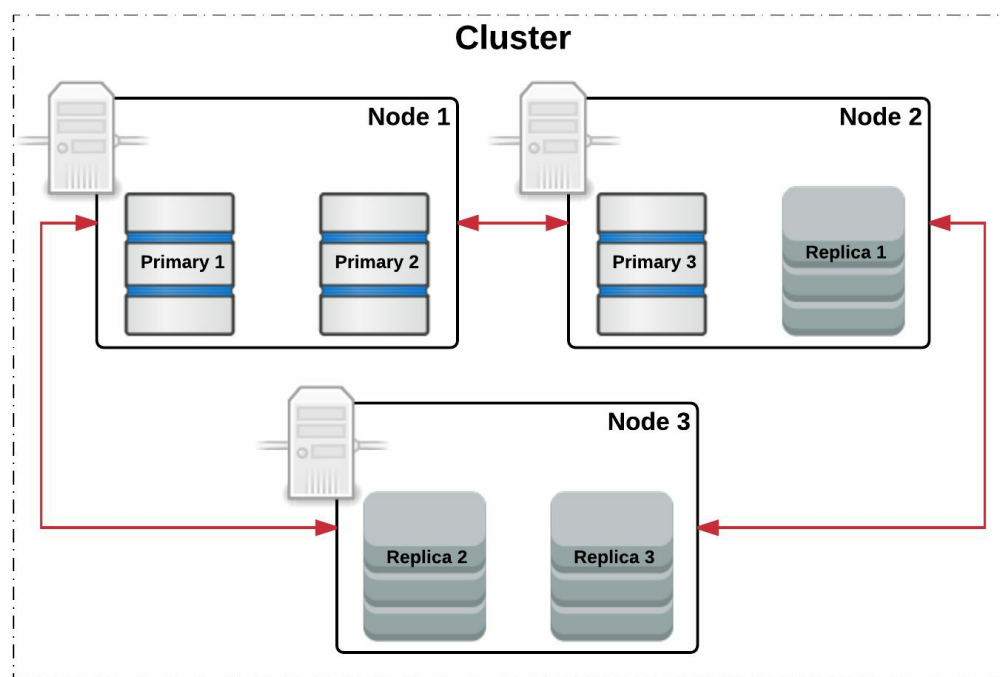 Cluster
Node 1
Node 2
Primary 1
Primary 2
Primary 3
Replica 1
Node 3
Replica 2
Replica 3